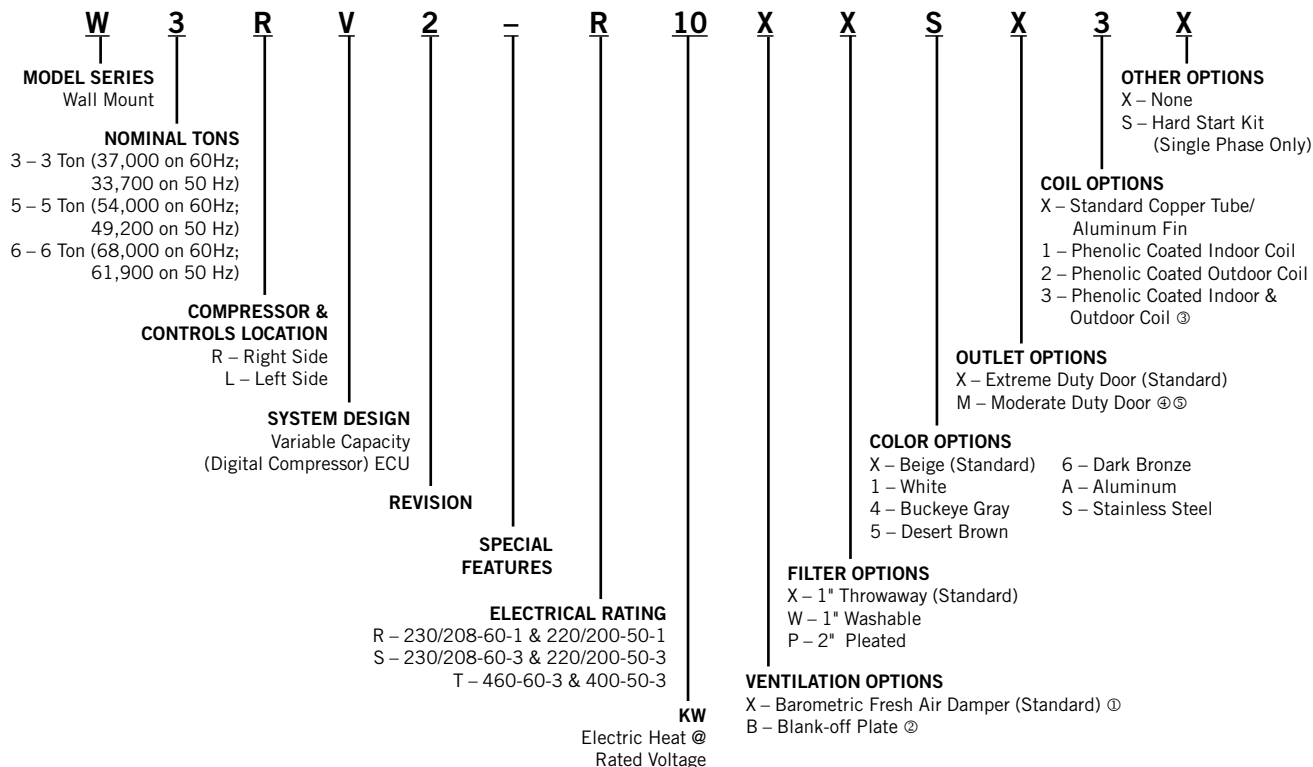 W 3 R V 2 – R 10 X X S X 3 X
MODEL SERIES
Wall Mount
NOMINAL TONS
3 – 3 Ton (37,000 on 60Hz;
33,700 on 50 Hz)
5 – 5 Ton (54,000 on 60Hz;
49,200 on 50 Hz)
6 – 6 Ton (68,000 on 60Hz;
61,900 on 50 Hz)
COMPRESSOR &
CONTROLS LOCATION
R – Right Side
L – Left Side
SYSTEM DESIGN
Variable Capacity
(Digital Compressor) ECU
REVISION
SPECIAL
FEATURES
ELECTRICAL RATING
R – 230/208-60-1 & 220/200-50-1
S – 230/208-60-3 & 220/200-50-3
T – 460-60-3 & 400-50-3
KW
Electric Heat @
Rated Voltage
VENTILATION OPTIONS
X – Barometric Fresh Air Damper (Standard) ①
B – Blank-off Plate ②
FILTER OPTIONS
X – 1" Throwaway (Standard)
W – 1" Washable
P – 2" Pleated
COLOR OPTIONS
X – Beige (Standard)
1 – White
4 – Buckeye Gray
5 – Desert Brown
6 – Dark Bronze
A – Aluminum
S – Stainless Steel
OUTLET OPTIONS
X – Extreme Duty Door (Standard)
M – Moderate Duty Door ④⑤
COIL OPTIONS
X – Standard Copper Tube/
Aluminum Fin
1 – Phenolic Coated Indoor Coil
2 – Phenolic Coated Outdoor Coil
3 – Phenolic Coated Indoor &
Outdoor Coil ③
OTHER OPTIONS
X – None
S – Hard Start Kit
(Single Phase Only)